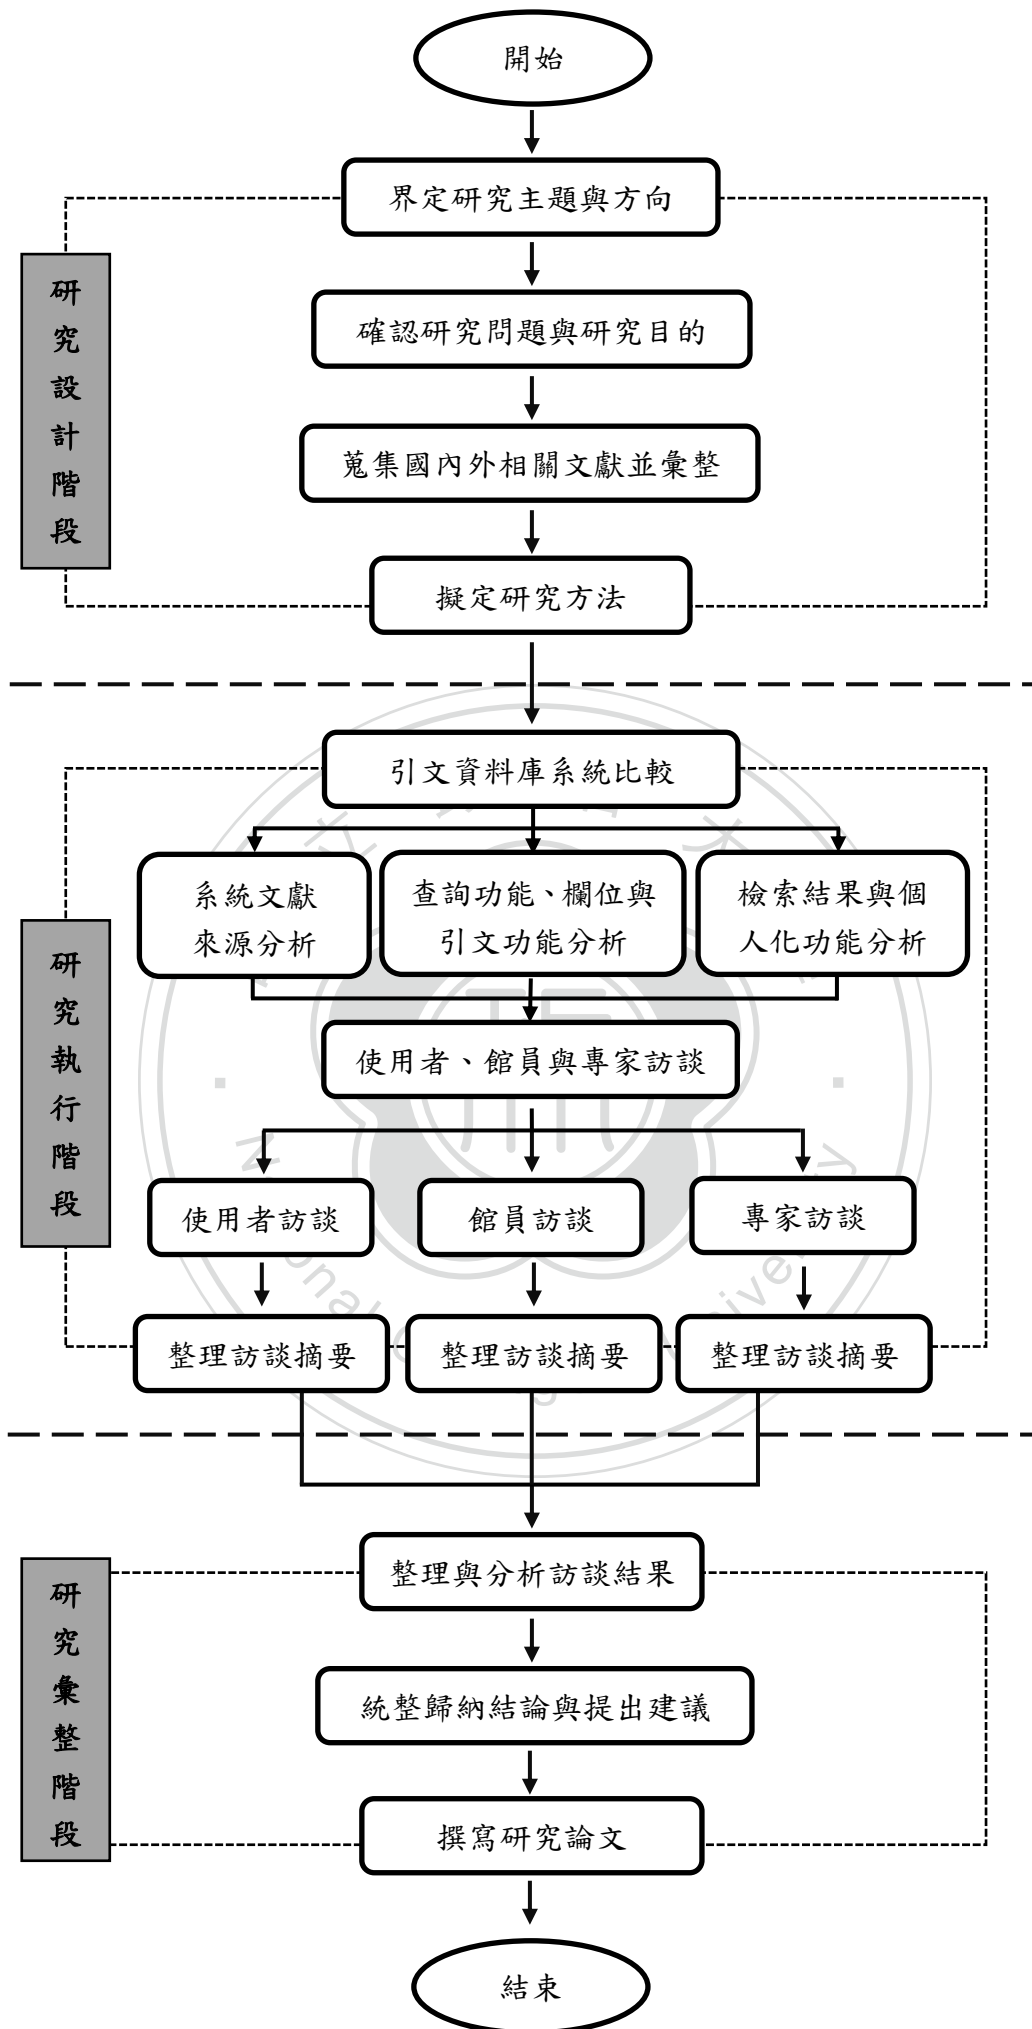 開始
界定研究主題與方向
研究設計階段
確認研究問題與研究目的
蒐集國內外相關文獻並彙整
擬定研究方法
引文資料庫系統比較
系統文獻
來源分析
查詢功能、欄位與
引文功能分析
檢索結果與個
人化功能分析
研究執行階段
使用者、館員與專家訪談
使用者訪談
館員訪談
專家訪談
整理訪談摘要
整理訪談摘要
整理訪談摘要
整理與分析訪談結果
研究彙整階段
統整歸納結論與提出建議
撰寫研究論文
結束